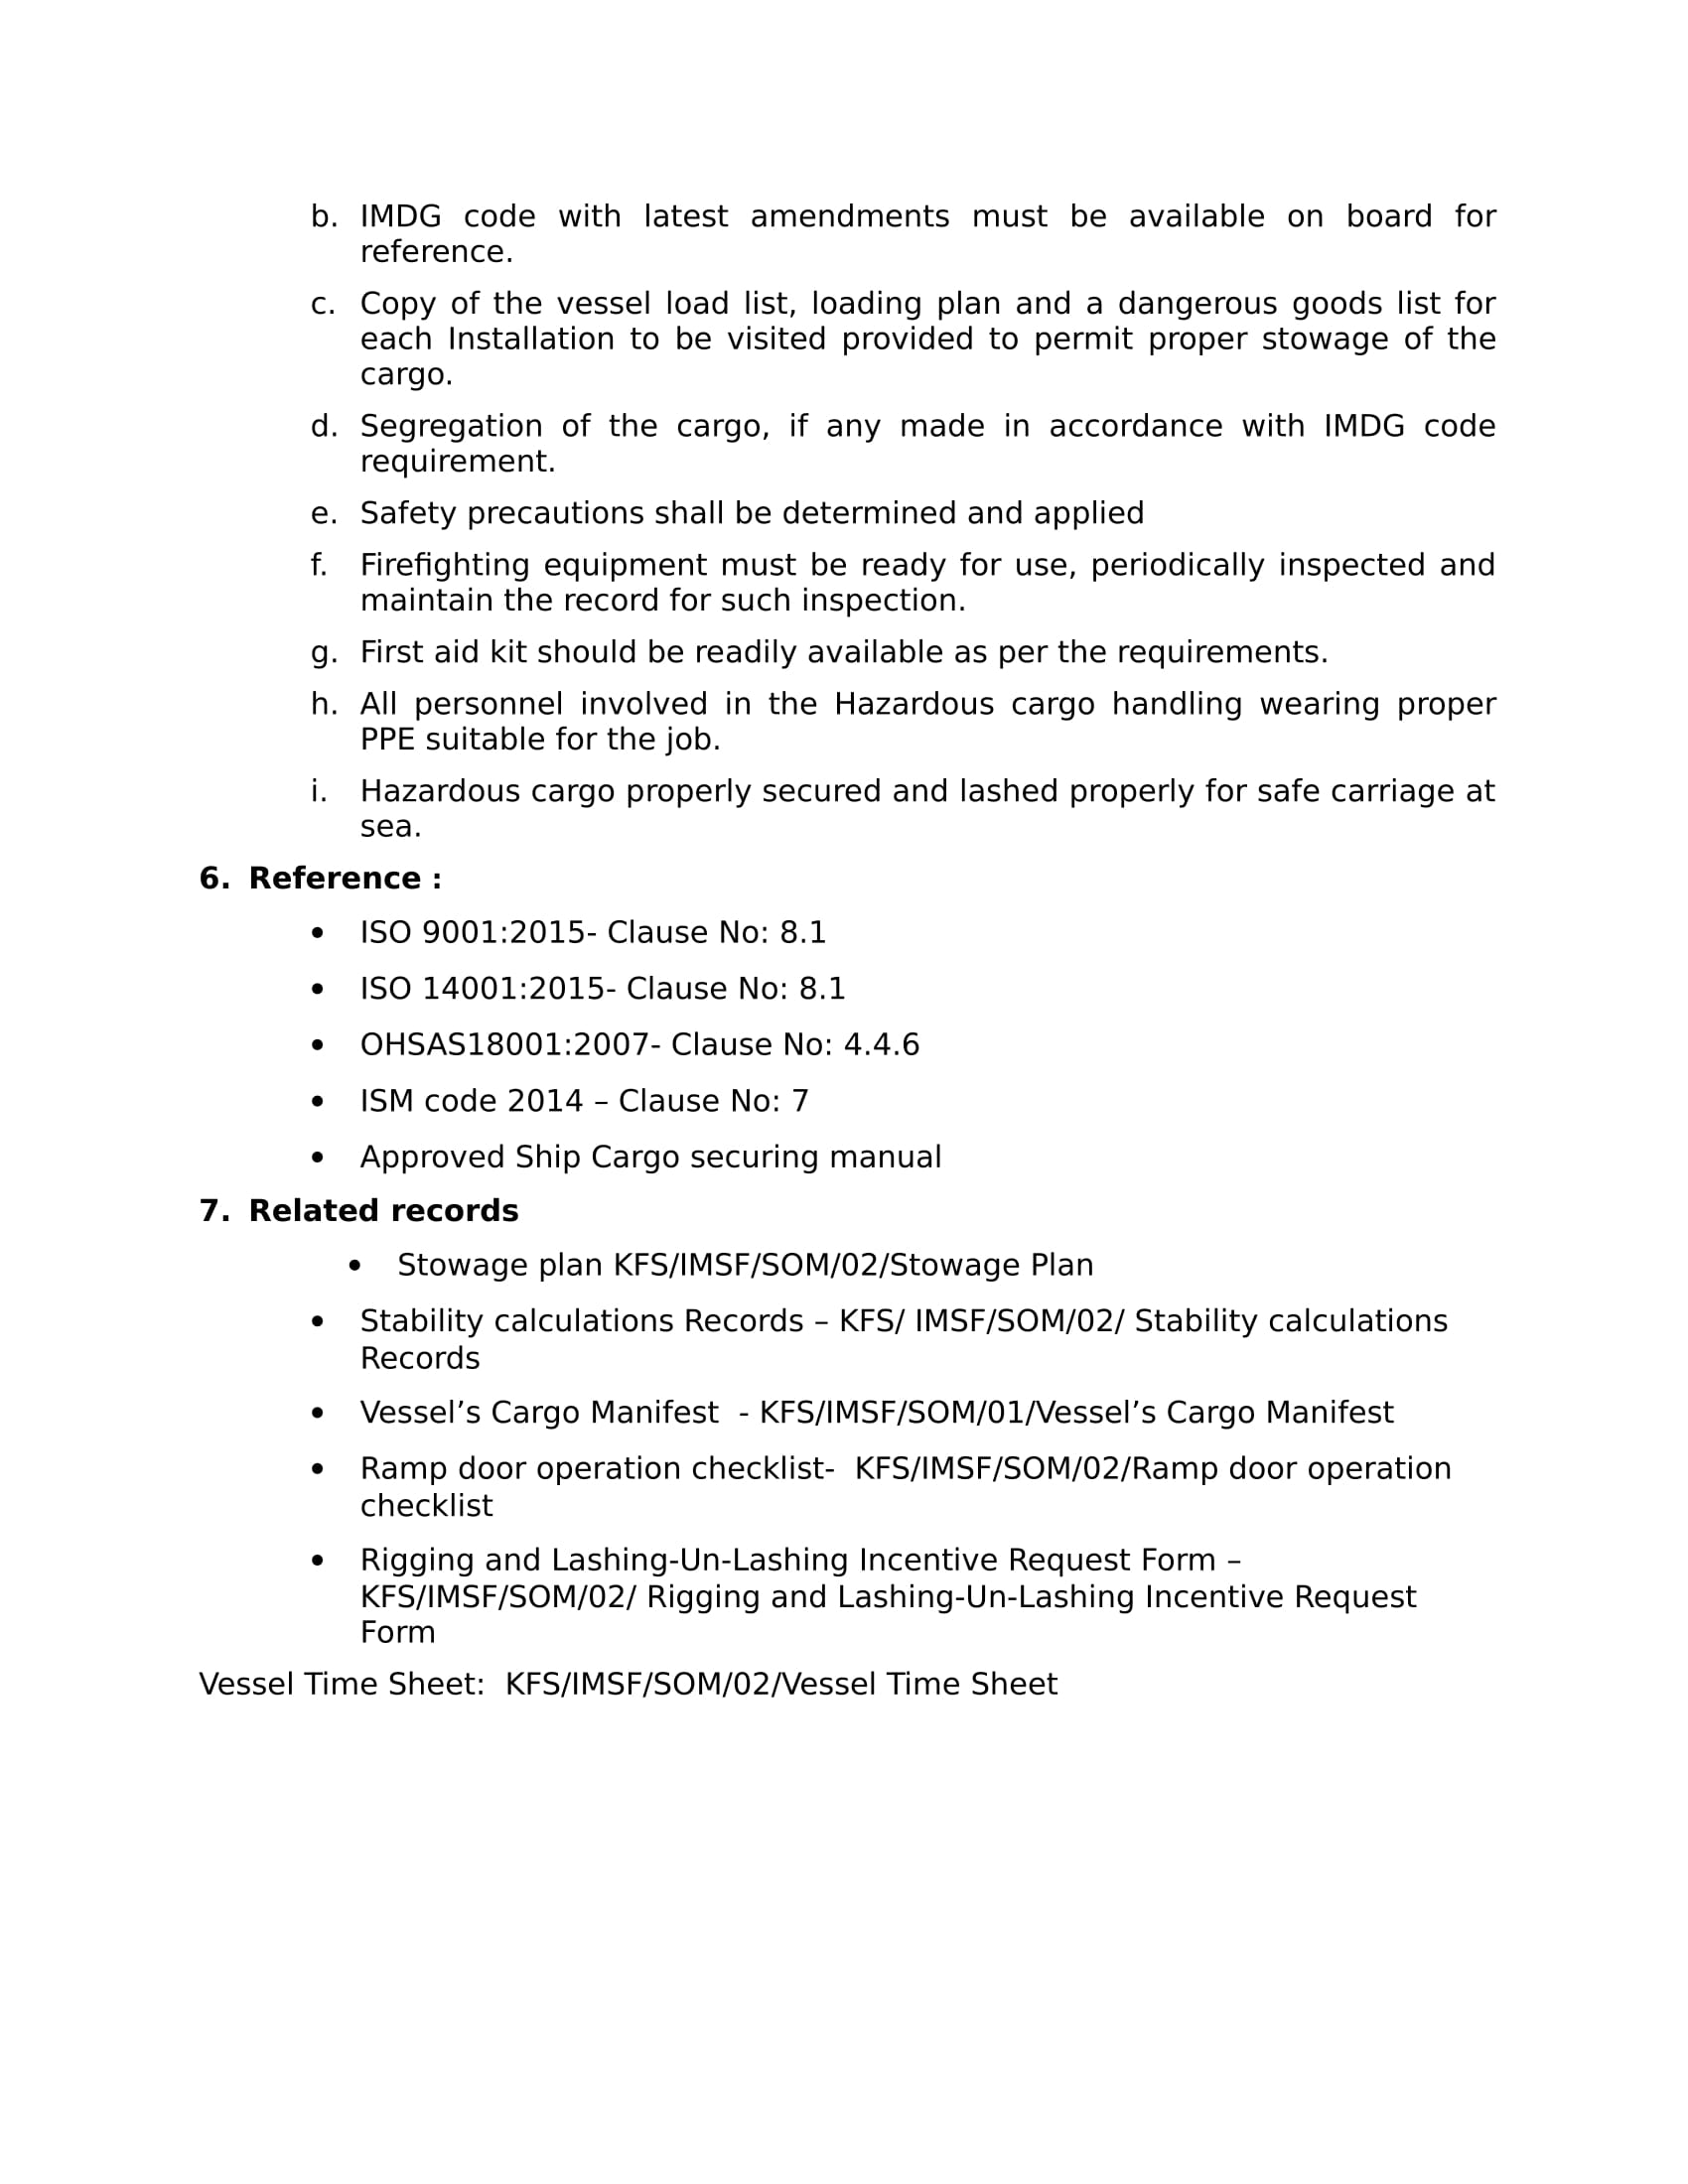 b. IMDG code with latest amendments must be available on board for
reference.
c. Copy of the vessel load list, loading plan and a dangerous goods list for
each Installation to be visited provided to permit proper stowage of the
cargo.
d. Segregation of the cargo, if any made in accordance with IMDG code
requirement.
e. Safety precautions shall be determined and applied
f. Firefighting equipment must be ready for use, periodically inspected and
maintain the record for such inspection.
g. First aid kit should be readily available as per the requirements.
h. All personnel involved in the Hazardous cargo handling wearing proper
PPE suitable for the job.
i. Hazardous cargo properly secured and lashed properly for safe carriage at
sea.
6. Reference :
• ISO 9001:2015- Clause No: 8.1
• ISO 14001:2015- Clause No: 8.1
• OHSAS18001:2007- Clause No: 4.4.6
• ISM code 2014 – Clause No: 7
• Approved Ship Cargo securing manual
7. Related records
• Stowage plan KFS/IMSF/SOM/02/Stowage Plan
• Stability calculations Records – KFS/ IMSF/SOM/02/ Stability calculations
Records
• Vessel’s Cargo Manifest  - KFS/IMSF/SOM/01/Vessel’s Cargo Manifest
• Ramp door operation checklist-  KFS/IMSF/SOM/02/Ramp door operation
checklist
• Rigging and Lashing-Un-Lashing Incentive Request Form –
KFS/IMSF/SOM/02/ Rigging and Lashing-Un-Lashing Incentive Request
Form
Vessel Time Sheet:  KFS/IMSF/SOM/02/Vessel Time Sheet